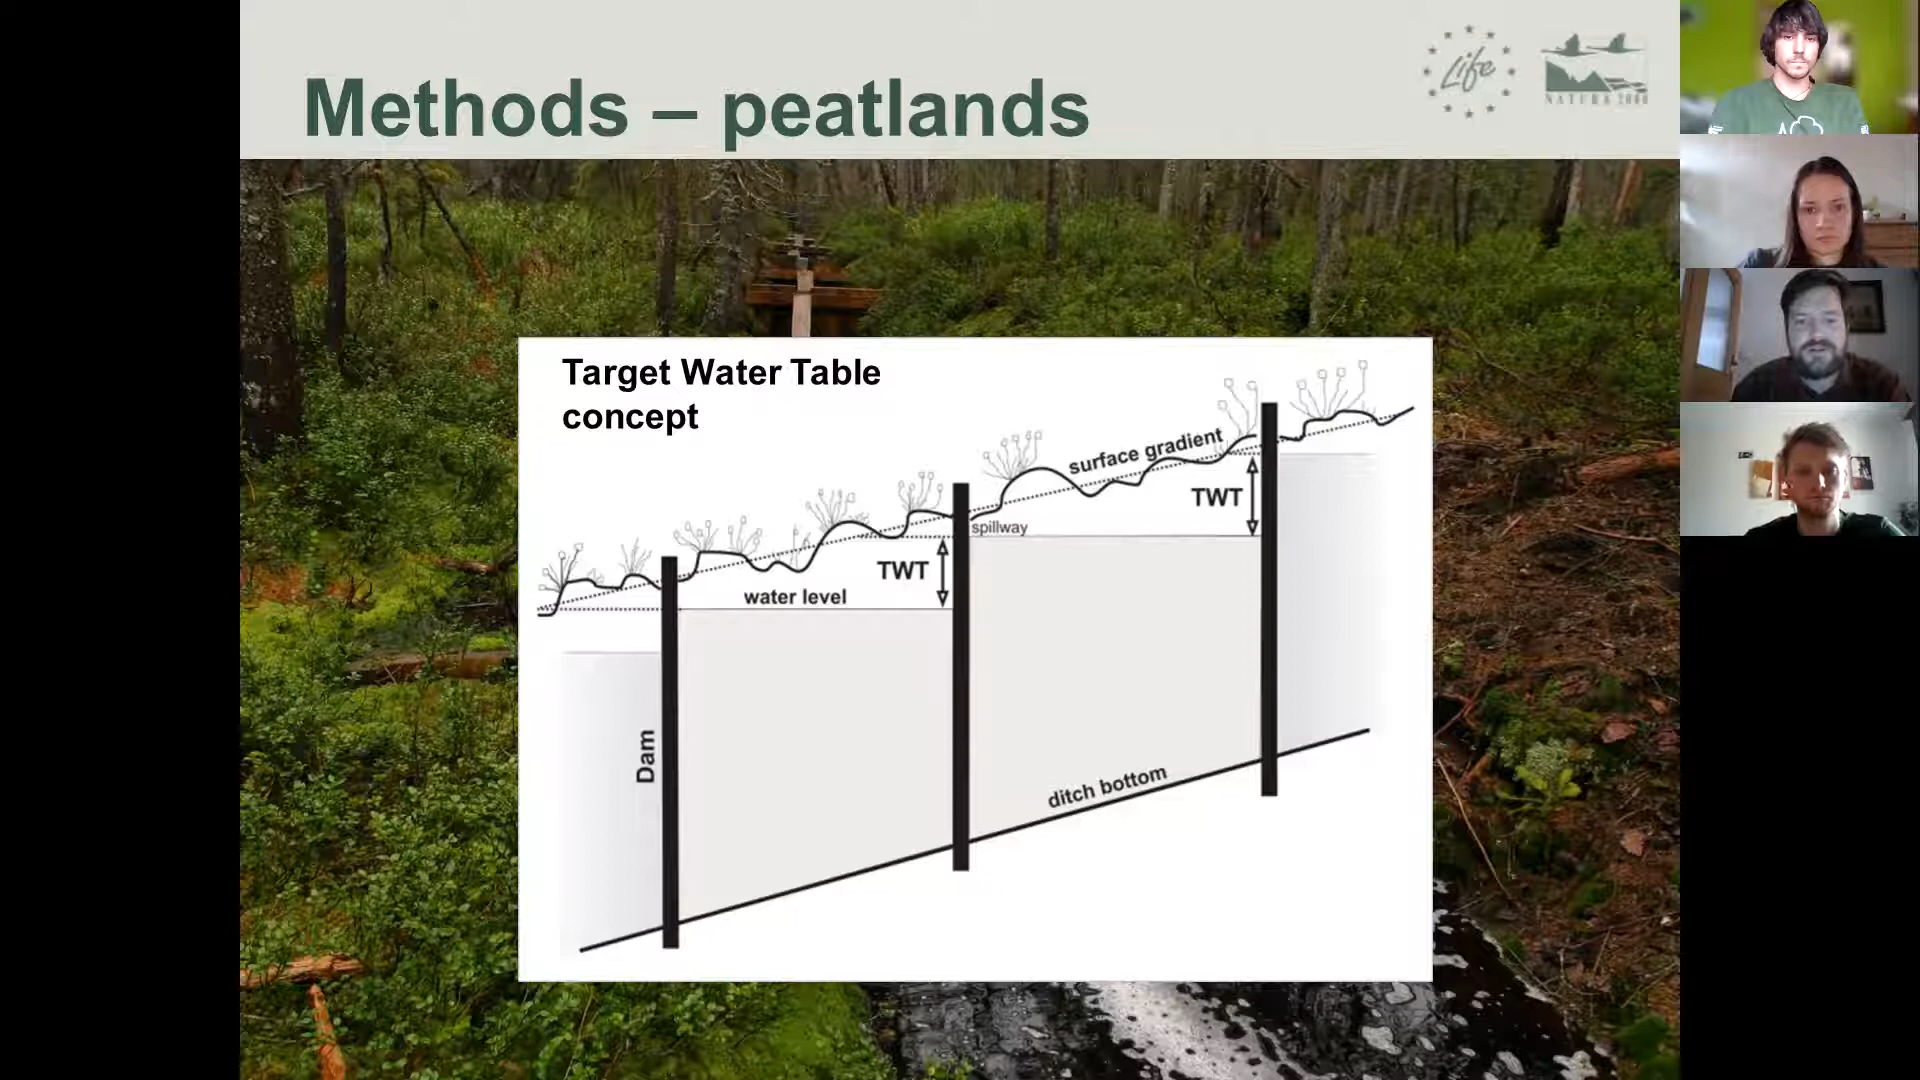 Methods – peatlands
Life
NATURA 2000
Target Water Table
concept
surface gradient
TWT
spillway
TWT
water level
Dam
ditch bottom